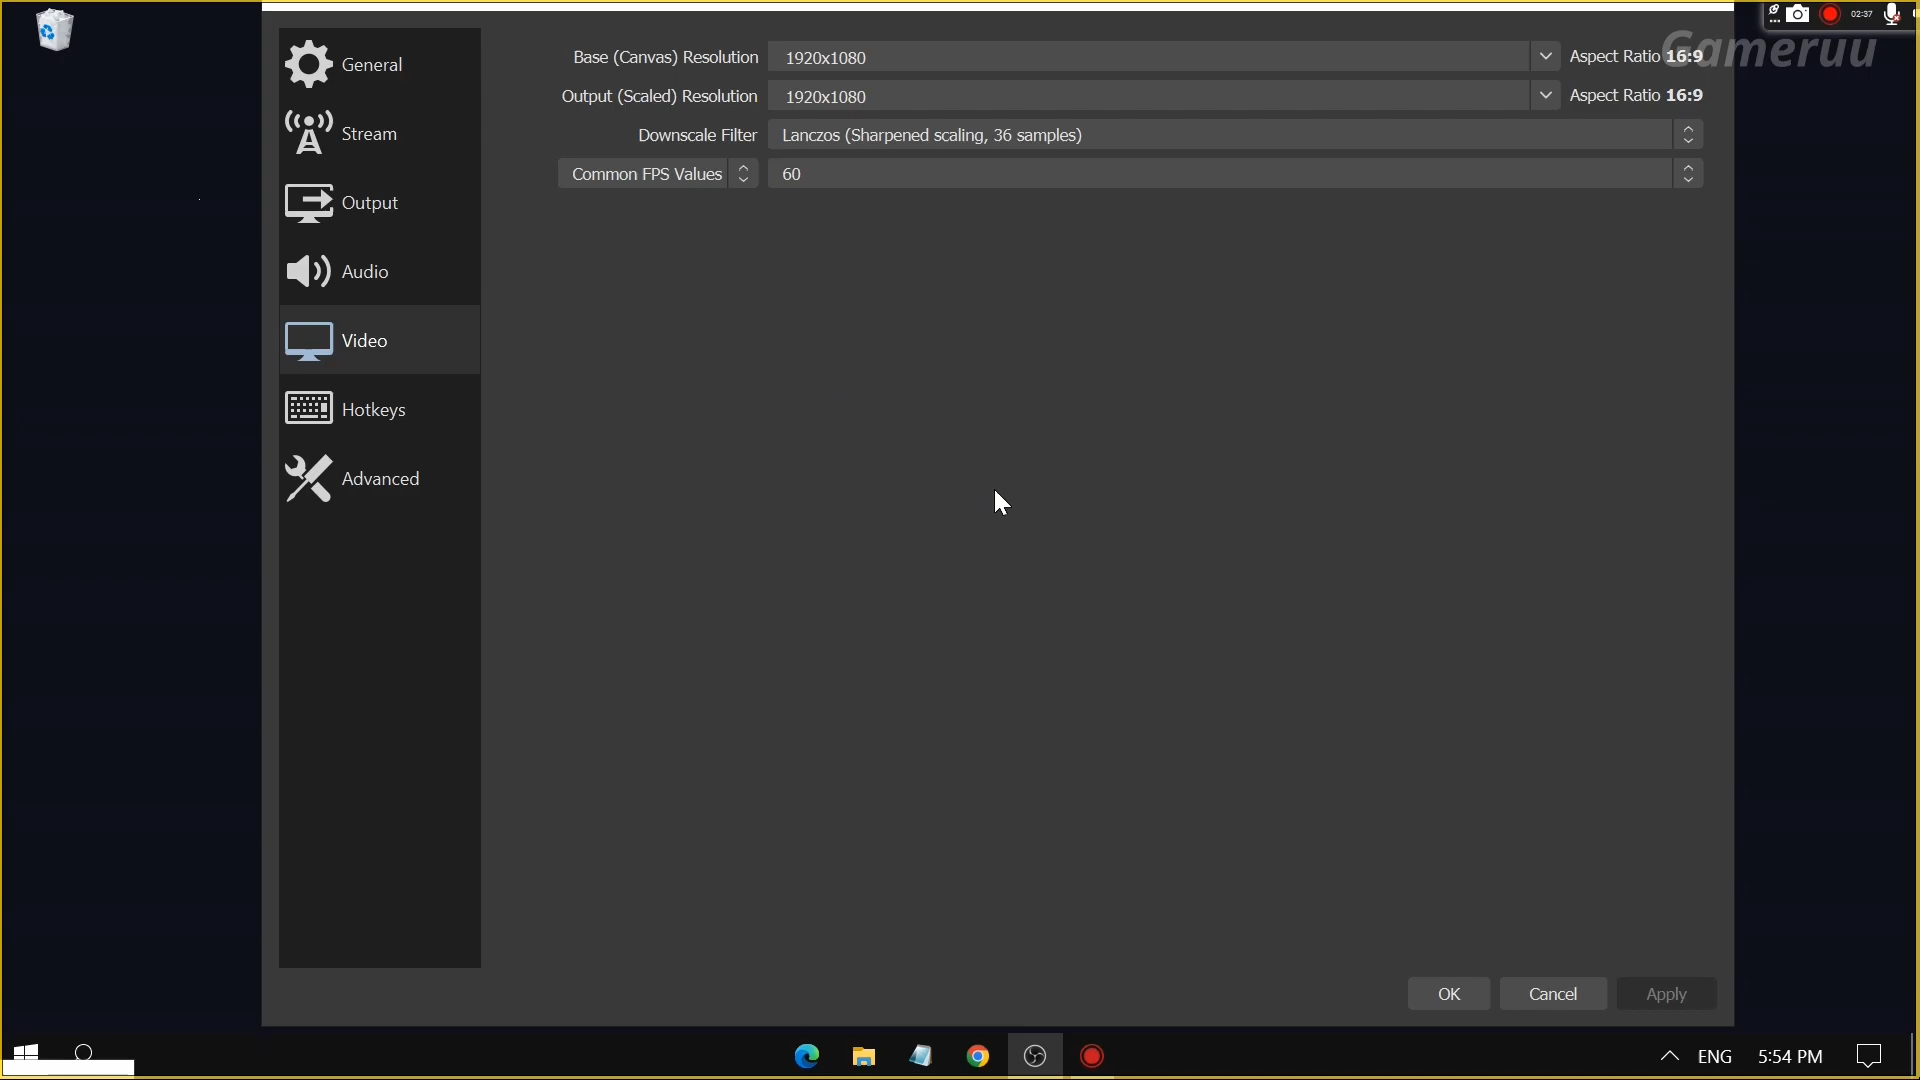 02:37
Gameruu
General
Stream
Output
Audio
Video
Hotkeys
Advanced
Base (Canvas) Resolution 1920x1080 Aspect Ratio 16:9
Output (Scaled) Resolution 1920x1080 Aspect Ratio 16:9
Downscale Filter Lanczos (Sharpened scaling, 36 samples)
Common FPS Values 60
OK Cancel Apply
ENG 5:54 PM